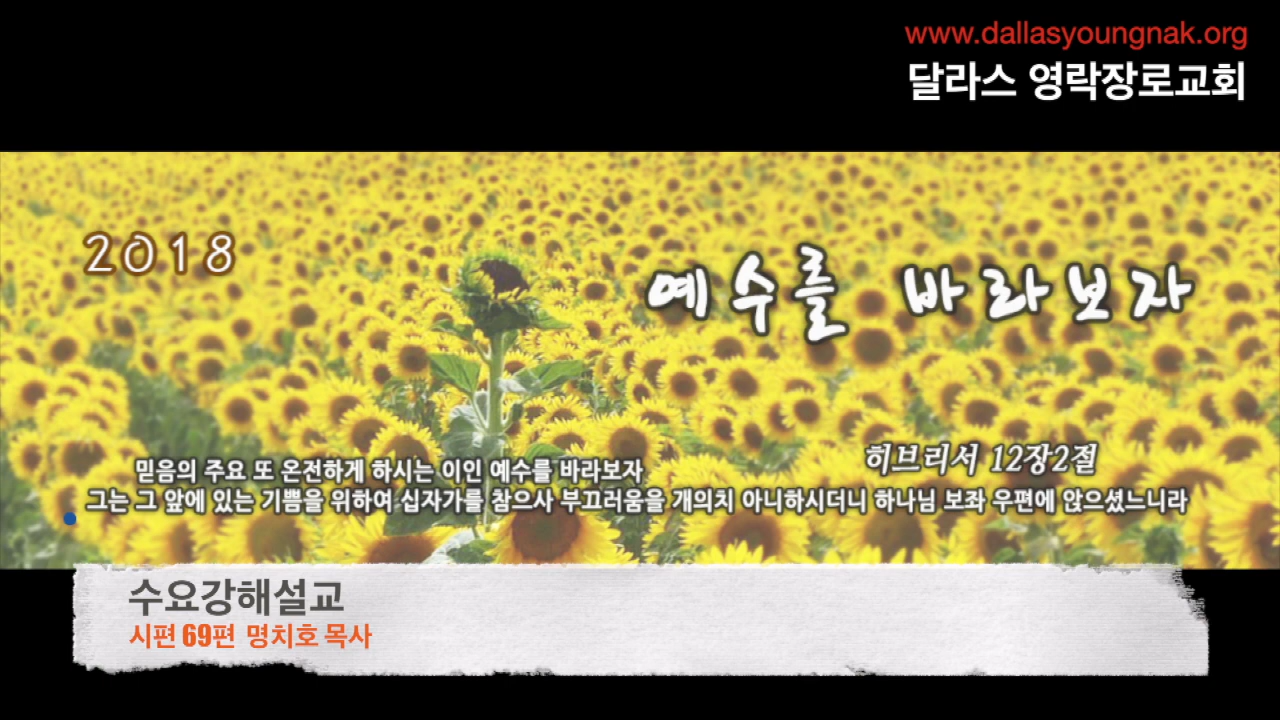 www.dallasyoungnak.org
달라스 영락장로교회
2018
예수를 바라보자
히브리서 12장2절
믿음의 주요 또 온전하게 하시는 이인 예수를 바라보자
그는 그 앞에 있는 기쁨을 위하여 십자가를 참으사 부끄러움을 개의치 아니하시더니 하나님 보좌 우편에 앉으셨느니라
수요강해설교
시편 69편 명치호 목사